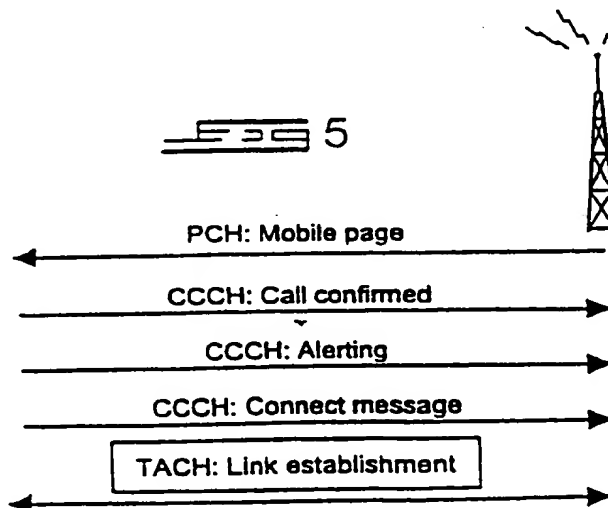 5
PCH: Mobile page
CCCH: Call confirmed
CCCH: Alerting
CCCH: Connect message
TACH: Link establishment